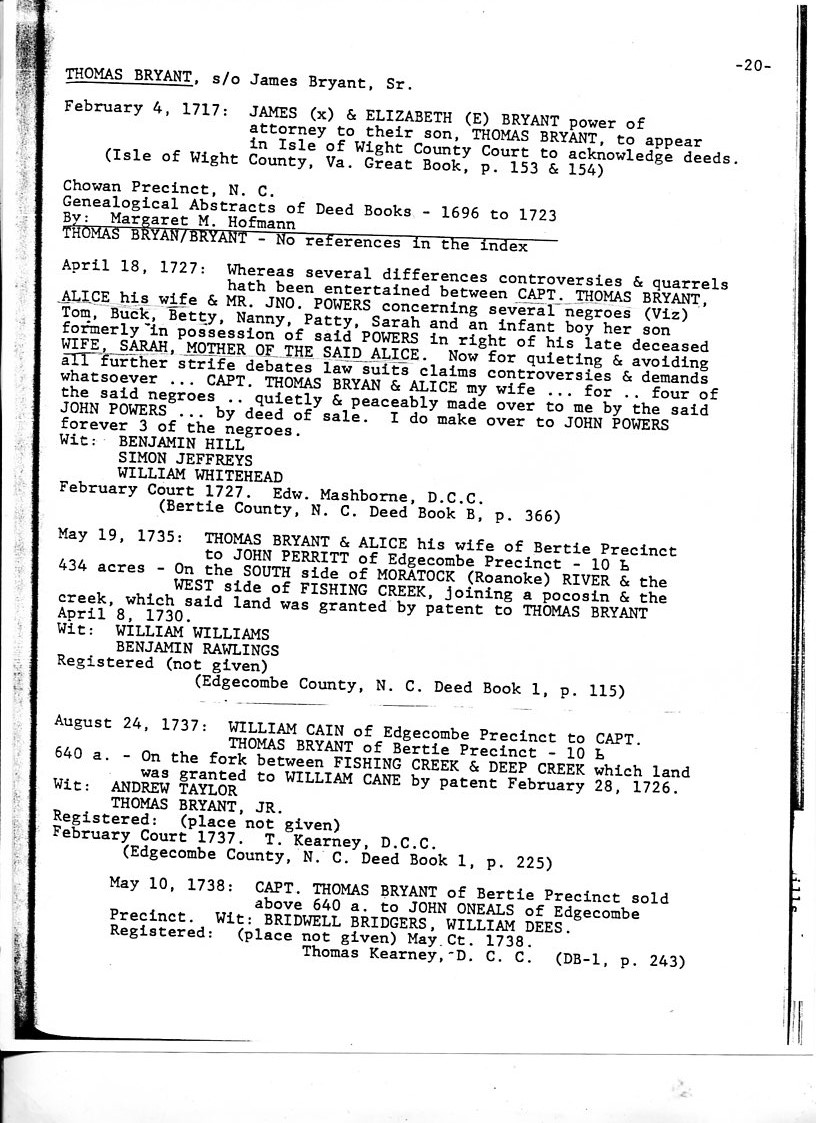 -20-
THOMAS BRYANT, s/o James Bryant, Sr.
February 4, 1717: JAMES (x) & ELIZABETH (E) BRYANT power of
attorney to their son, THOMAS BRYANT, to appear
in Isle of Wight County Court to acknowledge deeds.
(Isle of Wight County, Va. Great Book, p. 153 & 154)
Chowan Precinct, N. C.
Genealogical Abstracts of Deed Books - 1696 to 1723
By: Margaret M. Hofmann
THOMAS BRYAN/BRYANT - No references in the index
April 18, 1727: Whereas several differences controversies & quarrels
hath been entertained between CAPT. THOMAS BRYANT,
ALICE his wife & MR. JNO. POWERS concerning several negroes (Viz)
Tom, Buck, Betty, Nanny, Patty, Sarah and an infant boy her son
formerly in possession of said POWERS in right of his late deceased
WIFE, SARAH, MOTHER OF THE SAID ALICE. Now for quieting & avoiding
all further strife debates law suits claims controversies & demands
whatsoever ... CAPT. THOMAS BRYAN & ALICE my wife ... for .. four of
the said negroes .. quietly & peaceably made over to me by the said
JOHN POWERS ... by deed of sale. I do make over to JOHN POWERS
forever 3 of the negroes.
Wit: BENJAMIN HILL
SIMON JEFFREYS
WILLIAM WHITEHEAD
February Court 1727. Edw. Mashborne, D.C.C.
(Bertie County, N. C. Deed Book B, p. 366)
May 19, 1735: THOMAS BRYANT & ALICE his wife of Bertie Precinct
to JOHN PERRITT of Edgecombe Precinct - 10 Ł
434 acres - On the SOUTH side of MORATOCK (Roanoke) RIVER & the
WEST side of FISHING CREEK, joining a pocosin & the
creek, which said land was granted by patent to THOMAS BRYANT
April 8, 1730.
Wit: WILLIAM WILLIAMS
BENJAMIN RAWLINGS
Registered (not given)
(Edgecombe County, N. C. Deed Book 1, p. 115)
August 24, 1737: WILLIAM CAIN of Edgecombe Precinct to CAPT.
THOMAS BRYANT of Bertie Precinct - 10 Ł
640 a. - On the fork between FISHING CREEK & DEEP CREEK which land
was granted to WILLIAM CANE by patent February 28, 1726.
Wit: ANDREW TAYLOR
THOMAS BRYANT, JR.
Registered: (place not given)
February Court 1737. T. Kearney, D.C.C.
(Edgecombe County, N. C. Deed Book 1, p. 225)
May 10, 1738: CAPT. THOMAS BRYANT of Bertie Precinct sold
above 640 a. to JOHN ONEALS of Edgecombe
Precinct. Wit: BRIDWELL BRIDGERS, WILLIAM DEES.
Registered: (place not given) May Ct. 1738.
Thomas Kearney, D. C. C. (DB-1, p. 243)